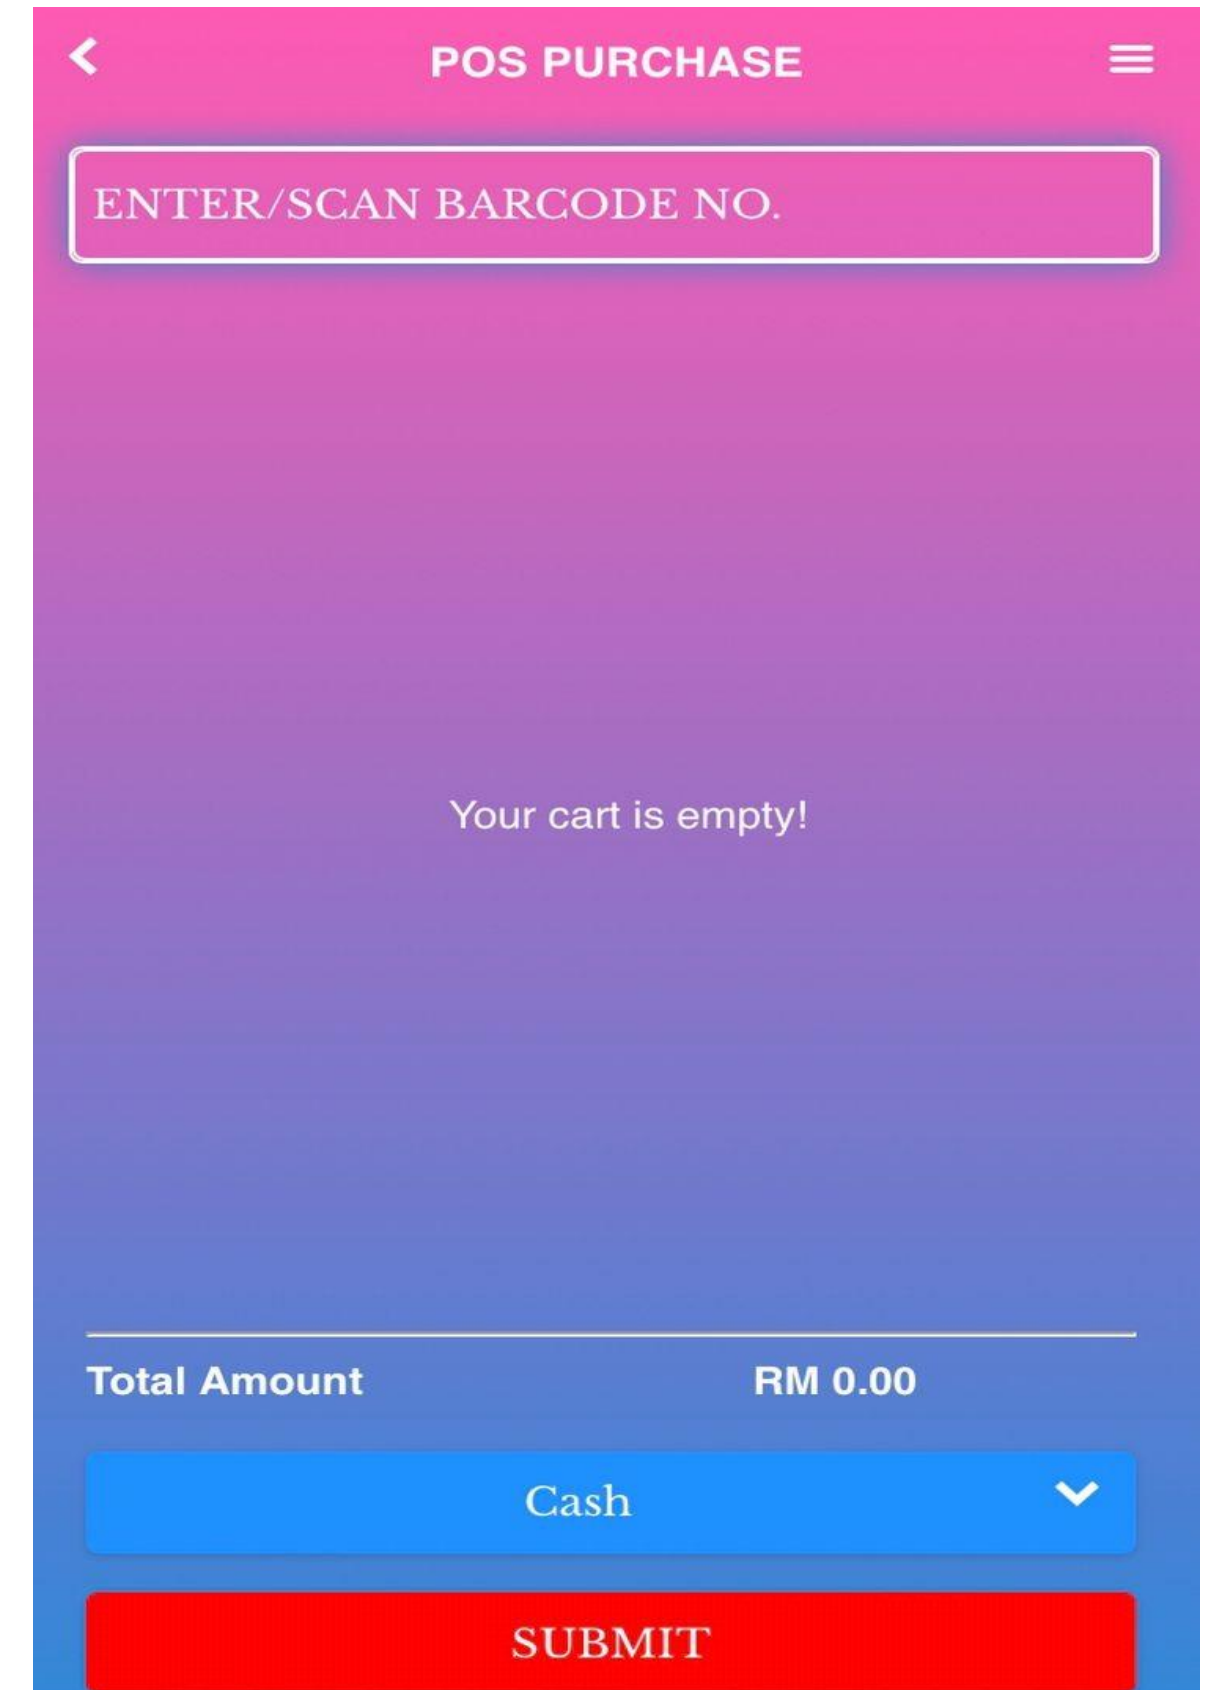 POS PURCHASE
ENTER/SCAN BARCODE NO.
Your cart is empty!
Total Amount RM 0.00
Cash
SUBMIT